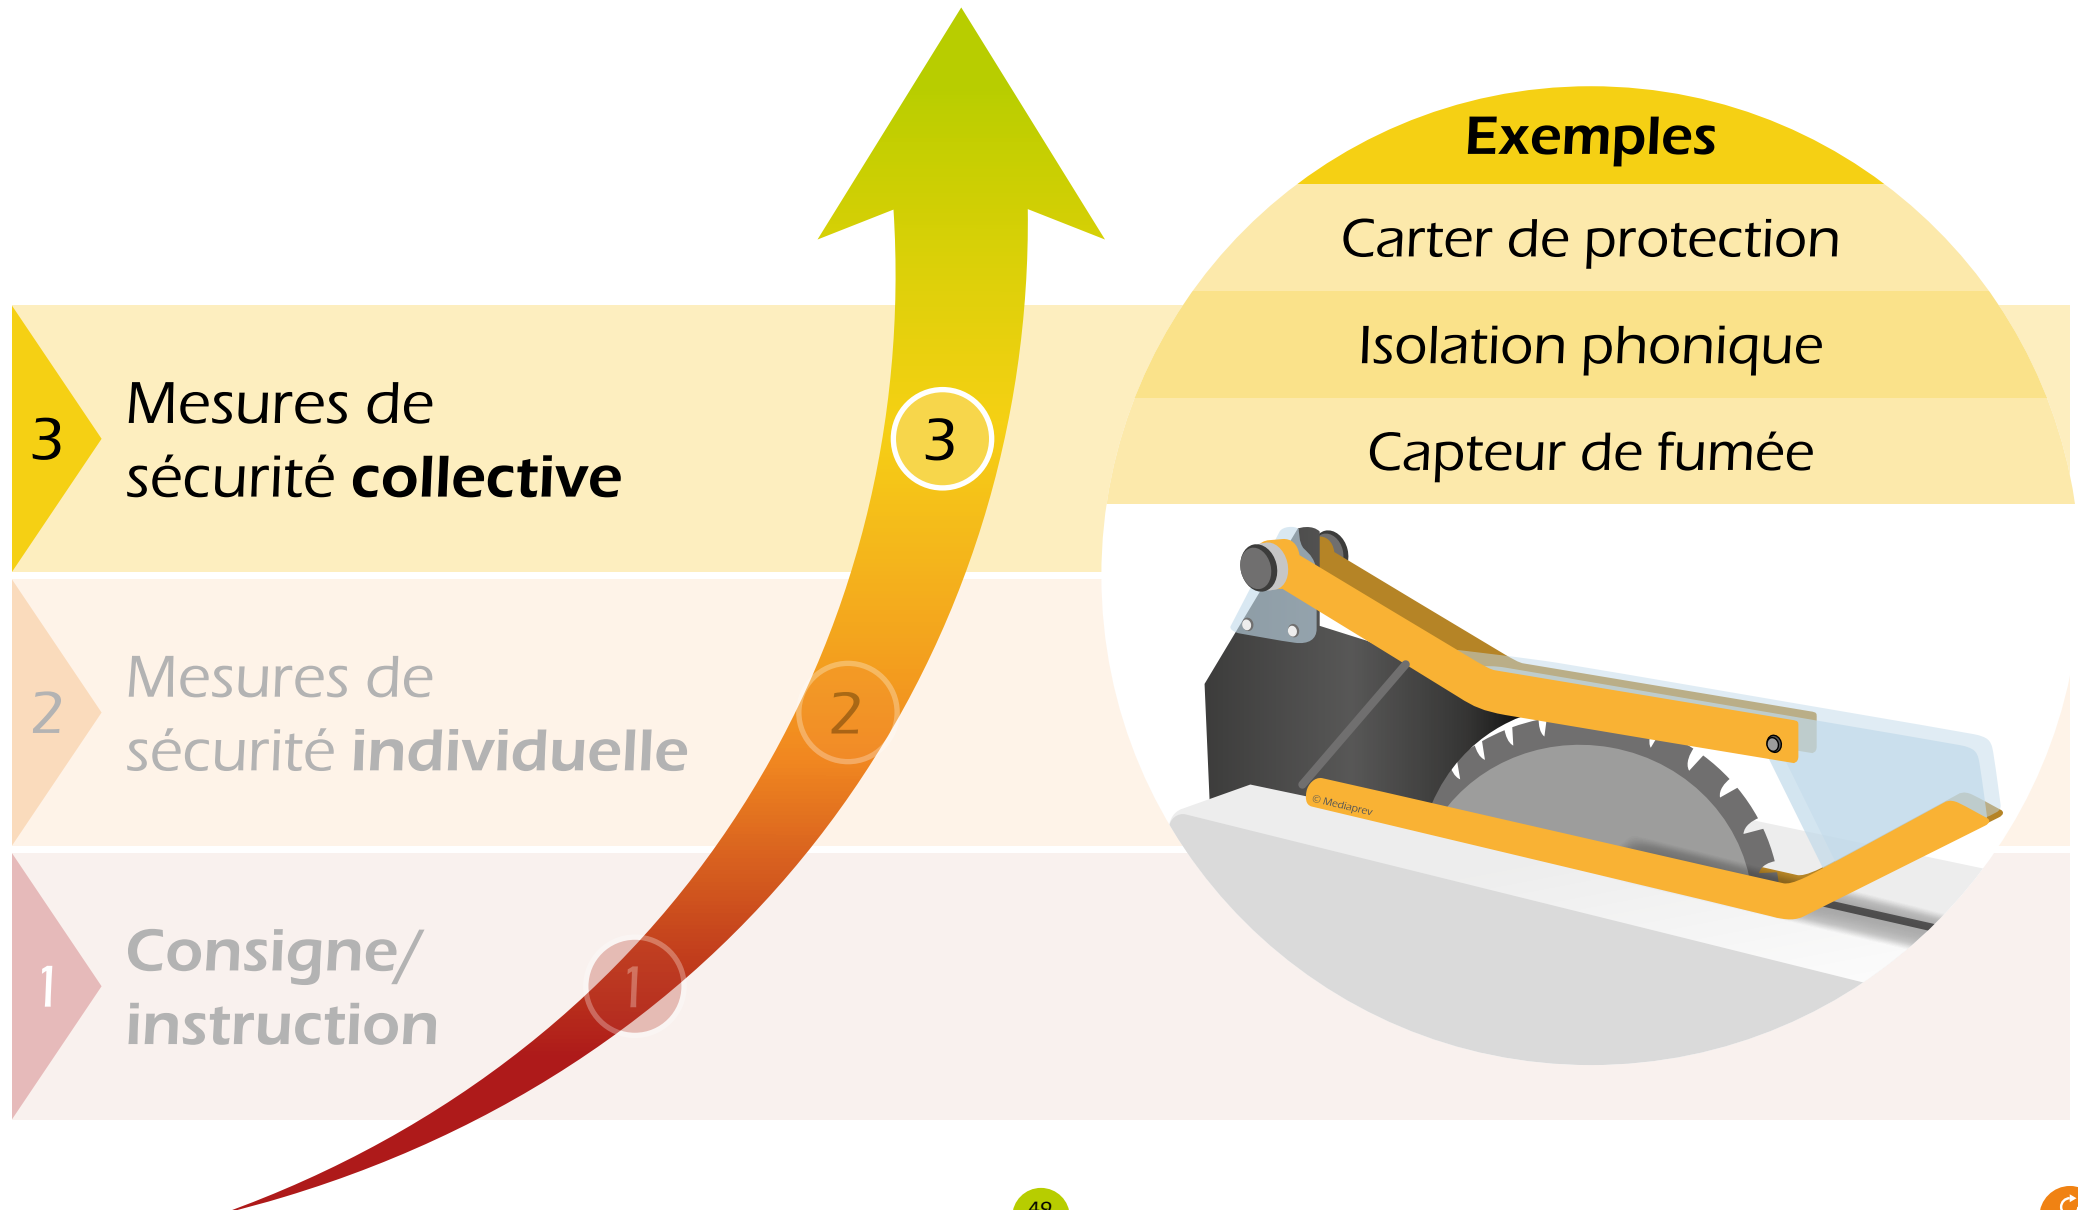 Exemples
Carter de protection
Isolation phonique
Capteur de fumée
3
Mesures de
sécurité collective
3
2
Mesures de
sécurité individuelle
2
1
Consigne/
instruction
1
© Mediaprev
49